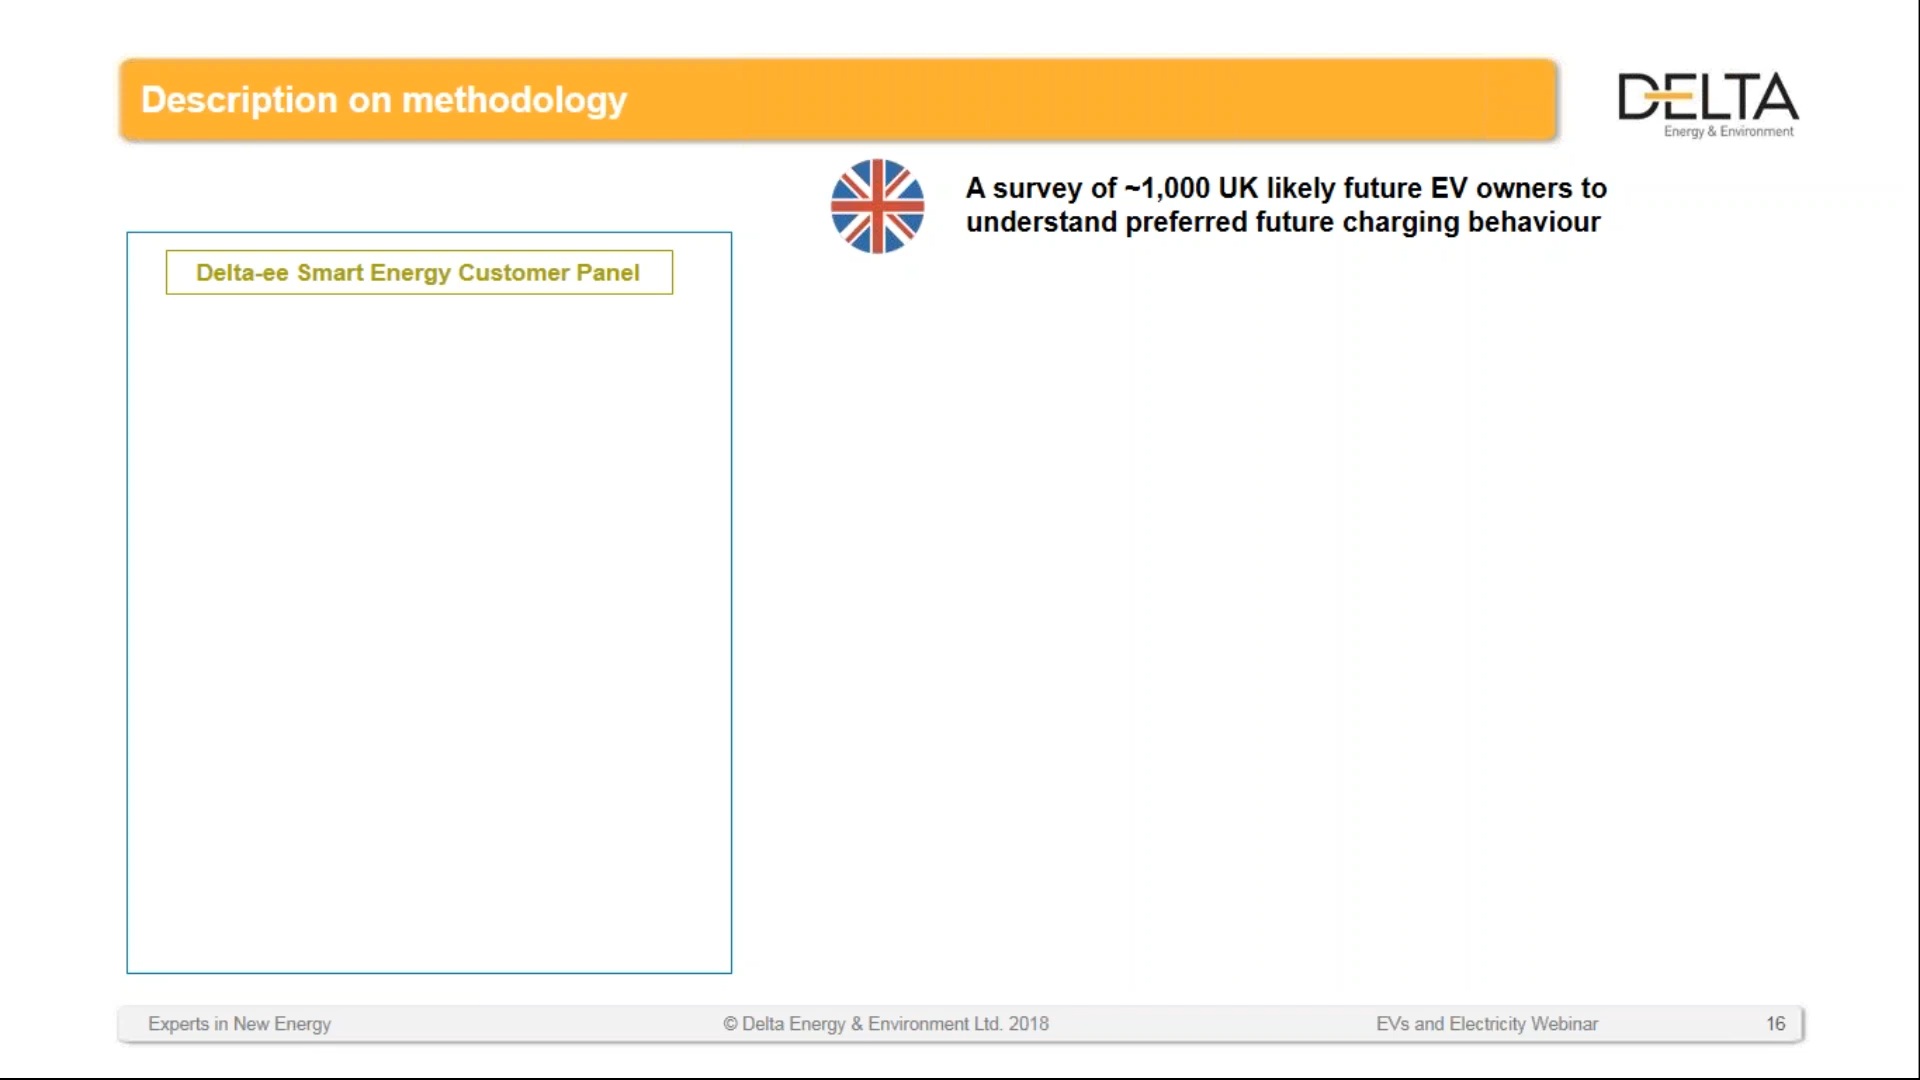 Description on methodology
DELTA
Energy & Environment
A survey of ~1,000 UK likely future EV owners to
understand preferred future charging behaviour
Delta-ee Smart Energy Customer Panel
Experts in New Energy
© Delta Energy & Environment Ltd. 2018
EVs and Electricity Webinar
16